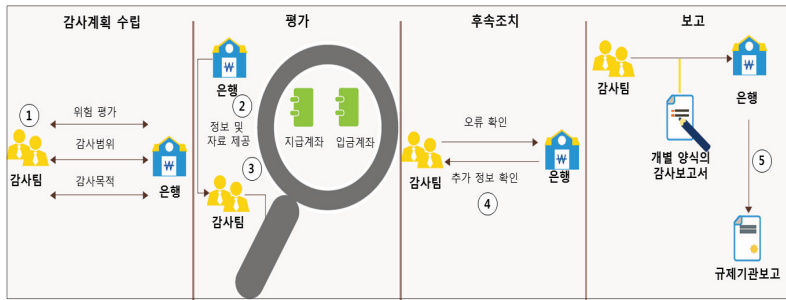 감사계획 수립
1
위험 평가
감사범위
감사목적
감사팀
₩
은행
평가
₩
은행
2
정보 및
자료 제공
3
감사팀
지급계좌
입금계좌
후속조치
오류 확인
추가 정보 확인
4
감사팀
₩
은행
보고
감사팀
₩
은행
개별 양식의
감사보고서
5
규제기관보고